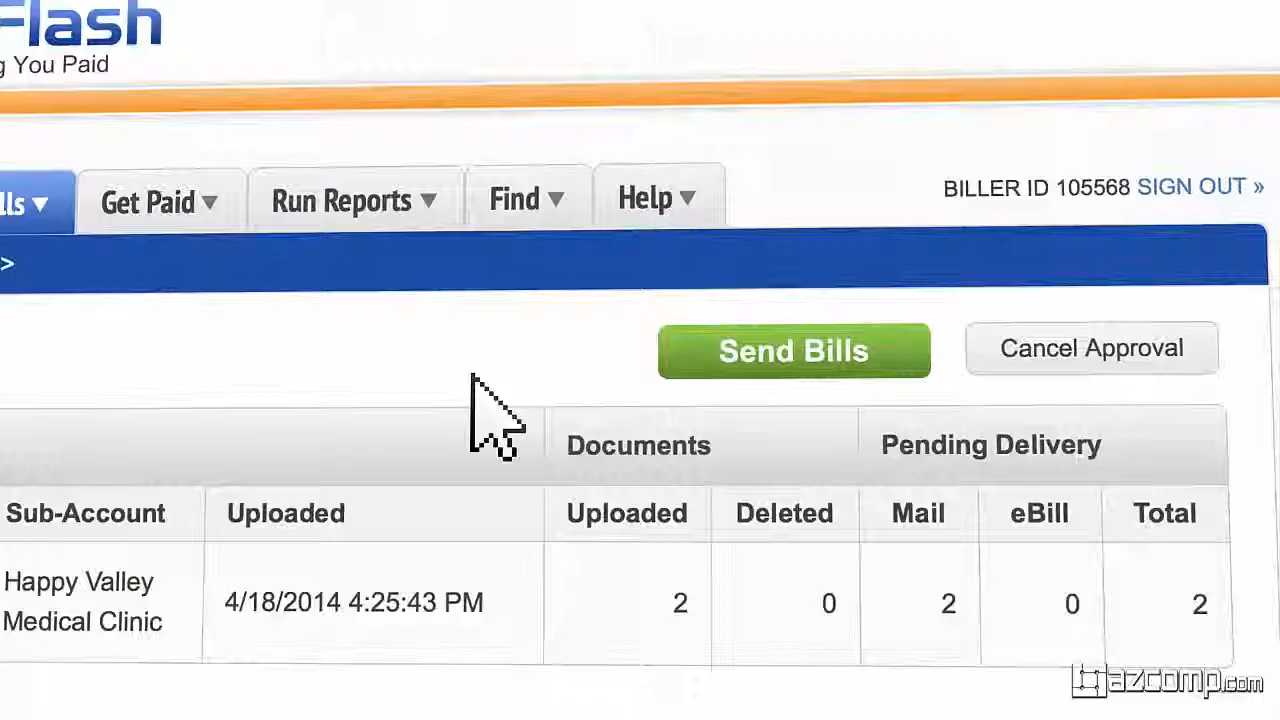 Flash
g You Paid
lls ▼ Get Paid ▼ Run Reports ▼ Find ▼ Help ▼
BILLER ID 105568 SIGN OUT »
>
Send Bills Cancel Approval
Documents Pending Delivery
Sub-Account Uploaded Uploaded Deleted Mail eBill Total
Happy Valley
Medical Clinic 4/18/2014 4:25:43 PM 2 0 2 0 2
azcomp.com